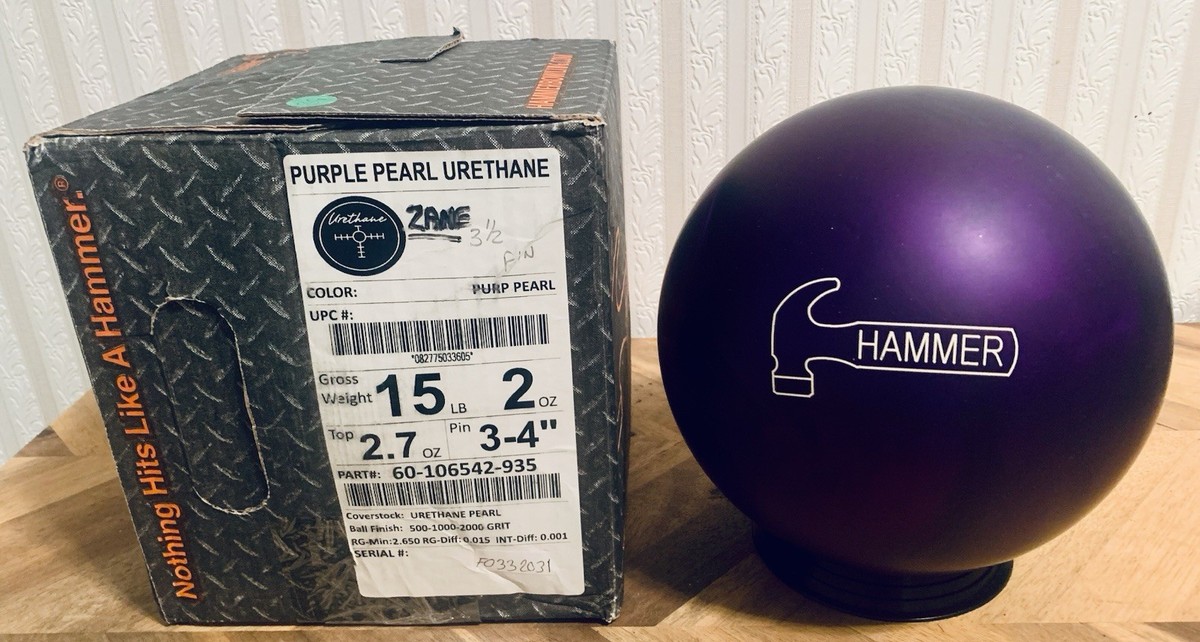 Nothing Hits Like A Hammer.®
PURPLE PEARL URETHANE
Urethane
ZANE
3½
PIN
COLOR: PURP PEARL
UPC #:
*082775033605*
Gross Weight 15 LB 2 OZ
Top 2.7 OZ Pin 3-4"
PART#: 60-106542-935
Coverstock: URETHANE PEARL
Ball Finish: 500-1000-2000 GRIT
RG-Min:2.650 RG-Diff:0.015 INT-Diff: 0.001
SERIAL #:
F0332031
HAMMER